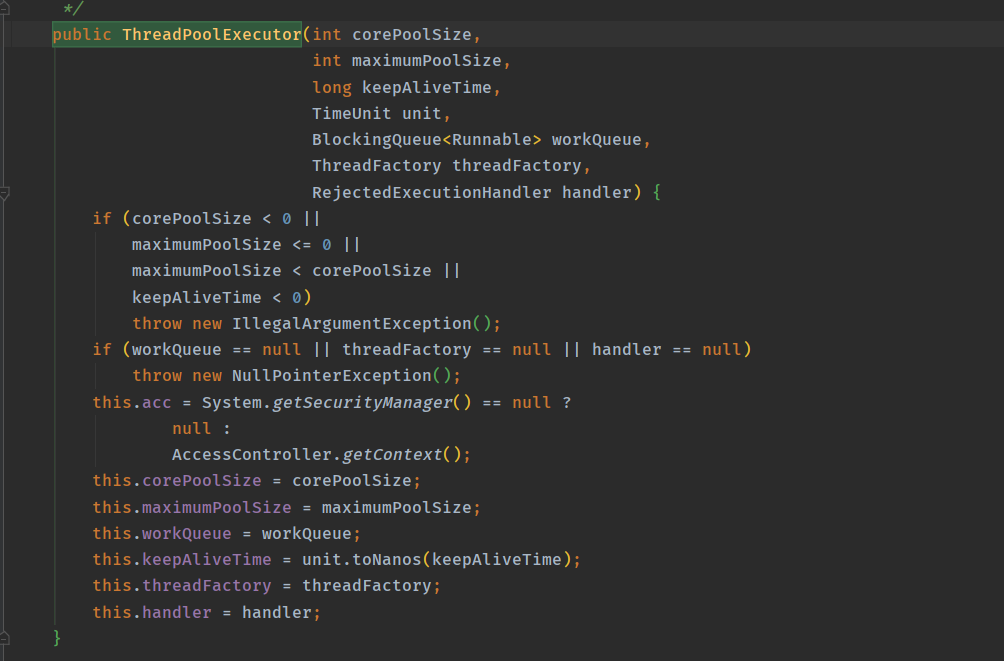 */
public ThreadPoolExecutor(int corePoolSize,
int maximumPoolSize,
long keepAliveTime,
TimeUnit unit,
BlockingQueue<Runnable> workQueue,
ThreadFactory threadFactory,
RejectedExecutionHandler handler) {
if (corePoolSize < 0 ||
maximumPoolSize <= 0 ||
maximumPoolSize < corePoolSize ||
keepAliveTime < 0)
throw new IllegalArgumentException();
if (workQueue == null || threadFactory == null || handler == null)
throw new NullPointerException();
this.acc = System.getSecurityManager() == null ?
null :
AccessController.getContext();
this.corePoolSize = corePoolSize;
this.maximumPoolSize = maximumPoolSize;
this.workQueue = workQueue;
this.keepAliveTime = unit.toNanos(keepAliveTime);
this.threadFactory = threadFactory;
this.handler = handler;
}